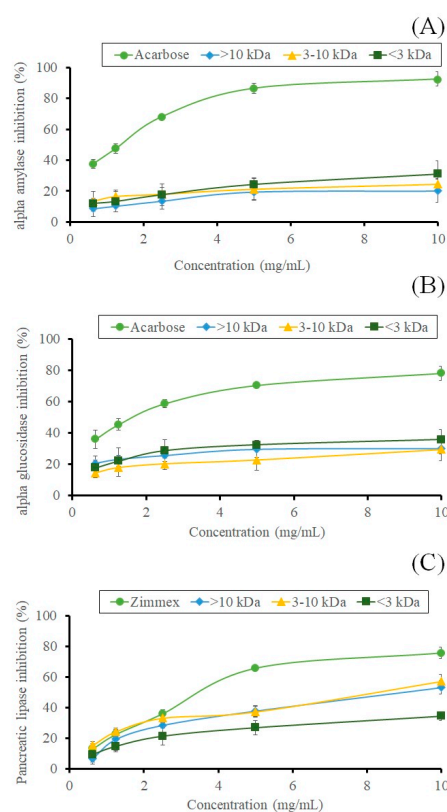 (A)
Acarbose >10 kDa 3-10 kDa <3 kDa
alpha amylase inhibition (%)
100
80
60
40
20
0
0 2 4 6 8 10
Concentration (mg/mL)
(B)
Acarbose >10 kDa 3-10 kDa <3 kDa
alpha glucosidase inhibition (%)
100
80
60
40
20
0
0 2 4 6 8 10
Concentration (mg/mL)
(C)
Zimmex >10 kDa 3-10 kDa <3 kDa
Pancreatic lipase inhibition (%)
100
80
60
40
20
0
0 2 4 6 8 10
Concentration (mg/mL)